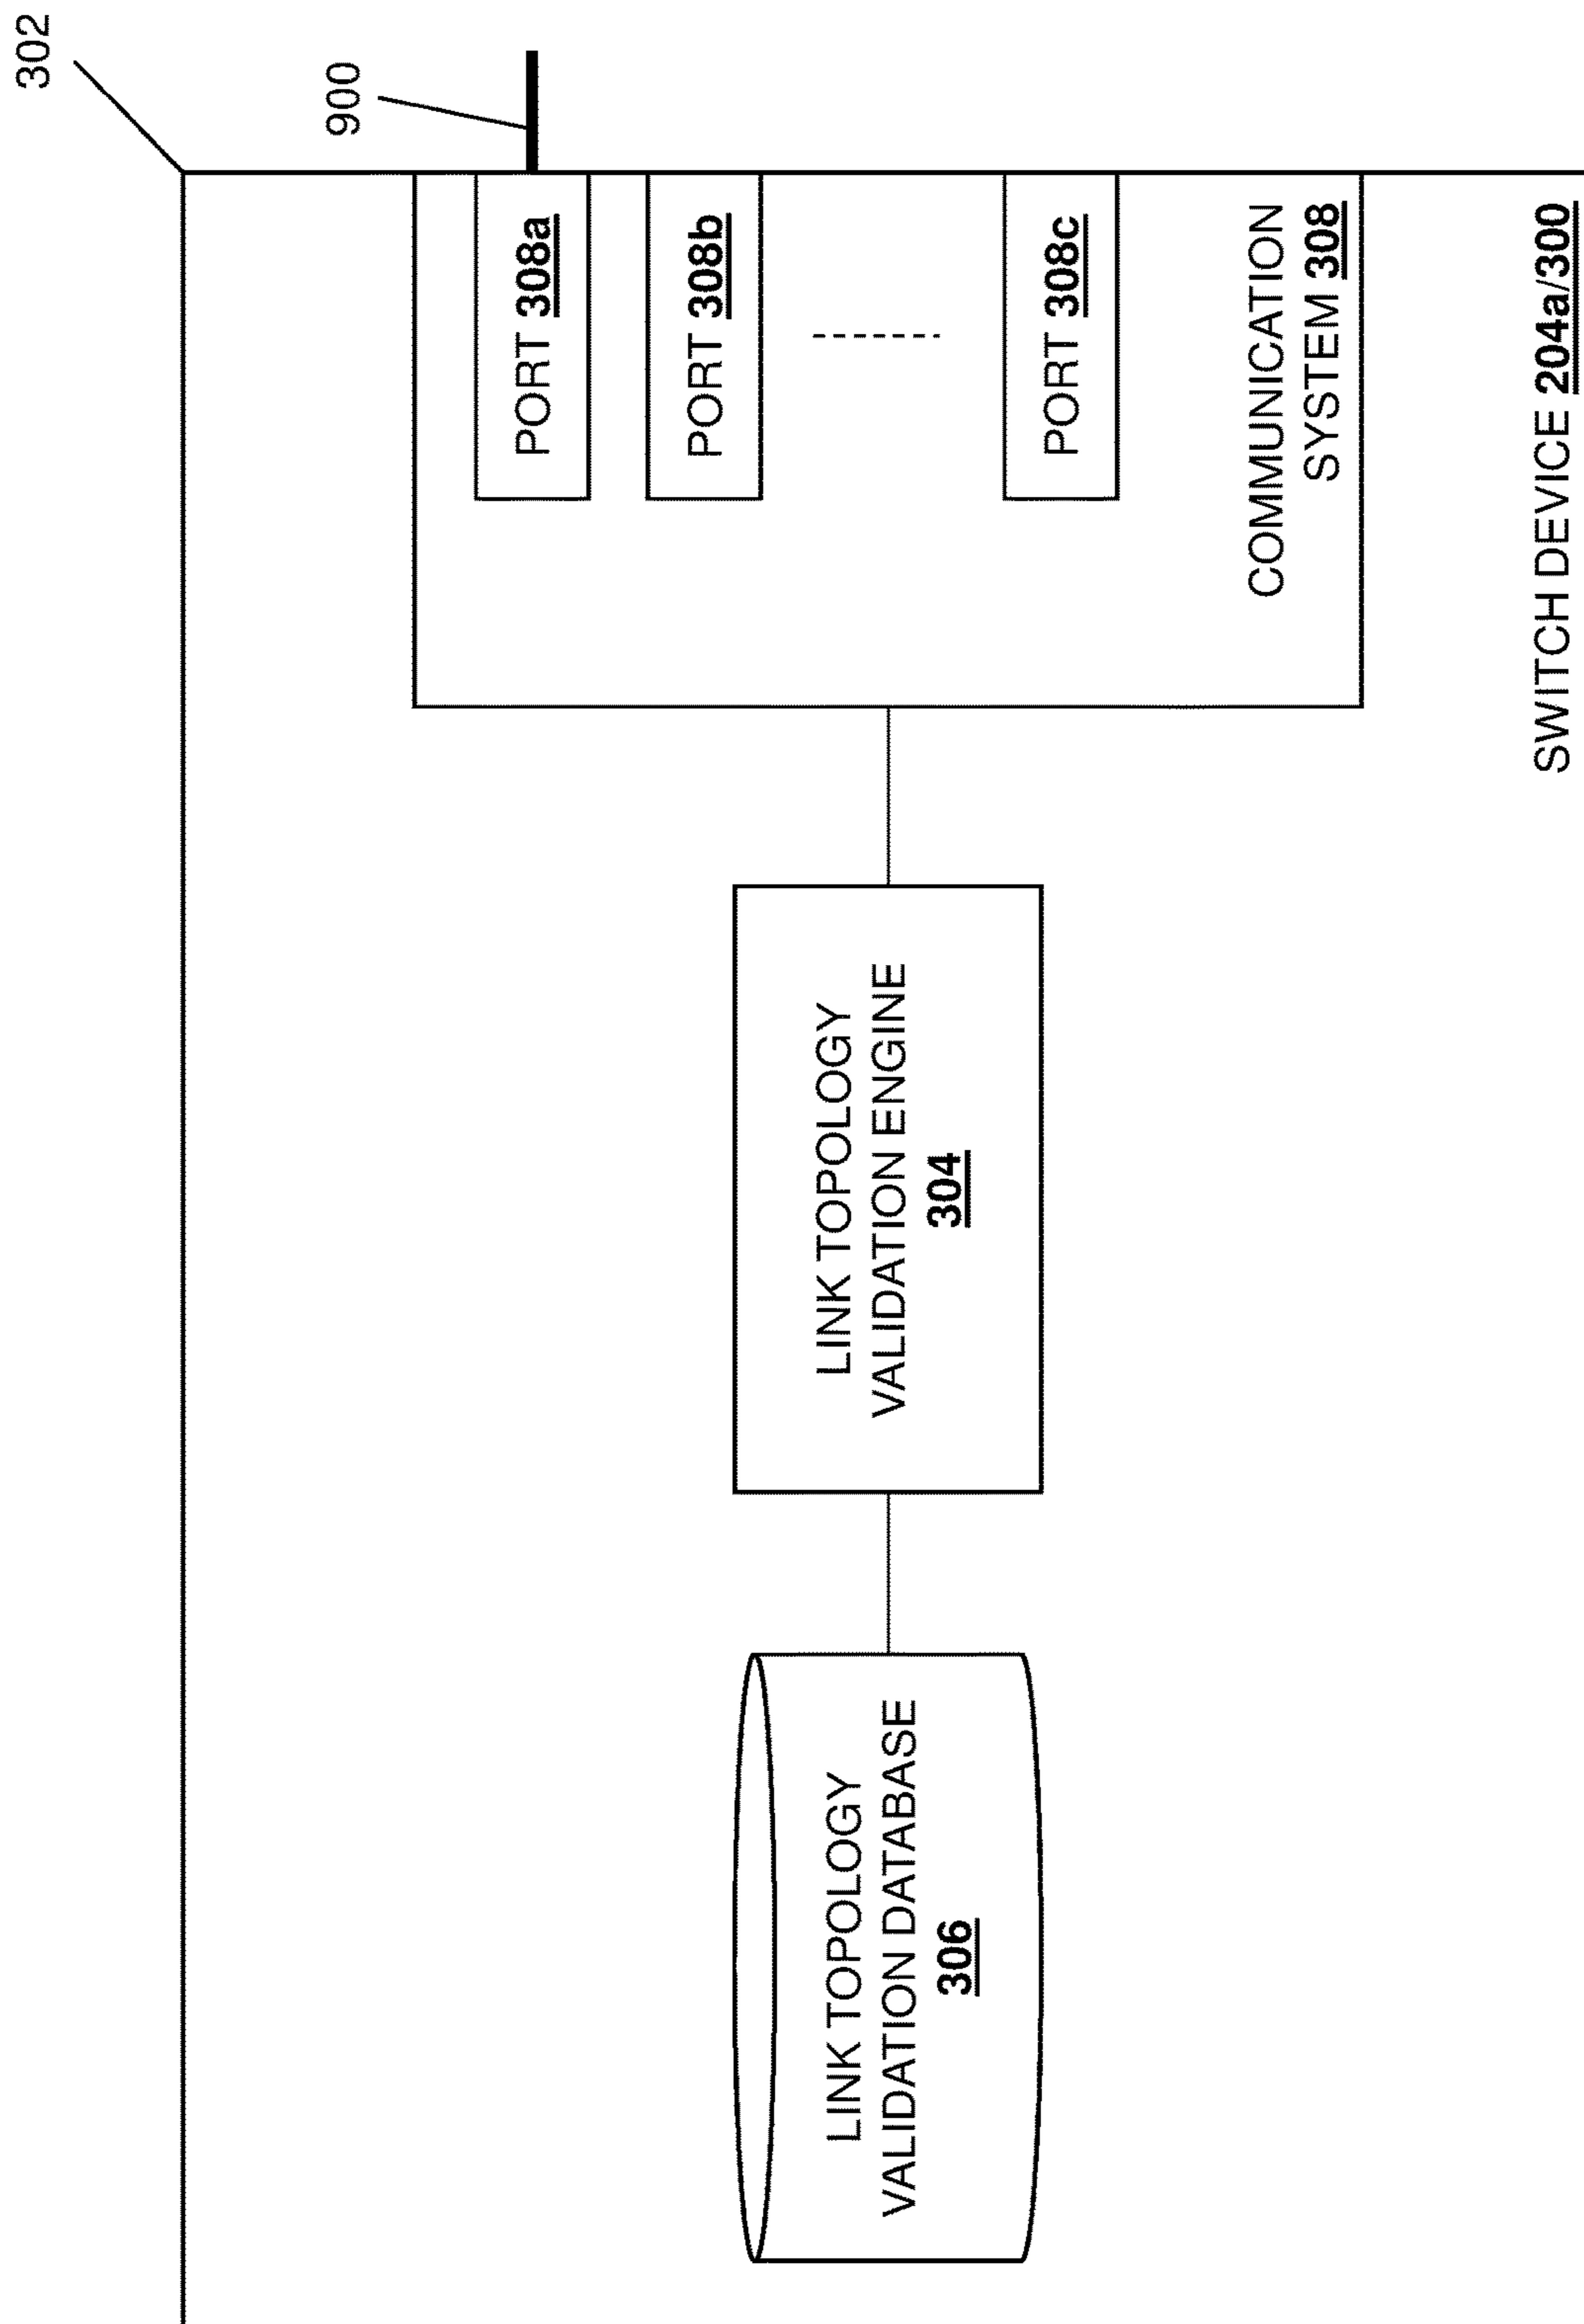 302
900
PORT 308a
PORT 308b
PORT 308c
COMMUNICATION
SYSTEM 308
LINK TOPOLOGY
VALIDATION ENGINE
304
LINK TOPOLOGY
VALIDATION DATABASE
306
SWITCH DEVICE 204a/300